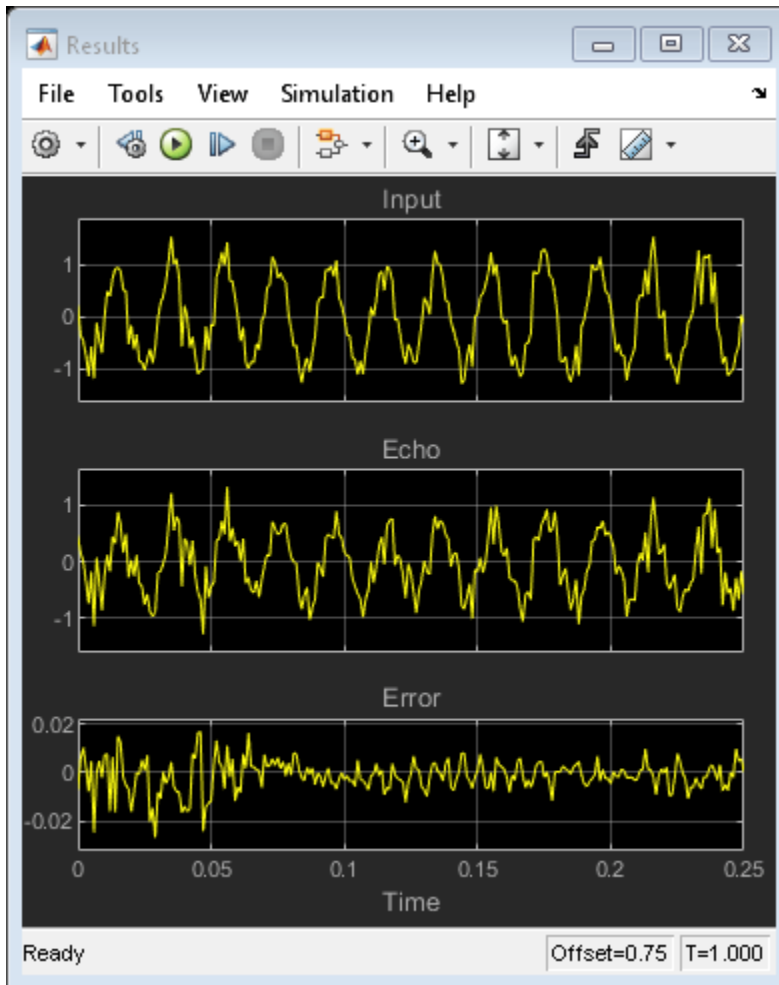 Results
File Tools View Simulation Help
Input
1
0
-1
Echo
1
0
-1
Error
0.02
0
-0.02
0 0.05 0.1 0.15 0.2 0.25
Time
Ready Offset=0.75 T=1.000